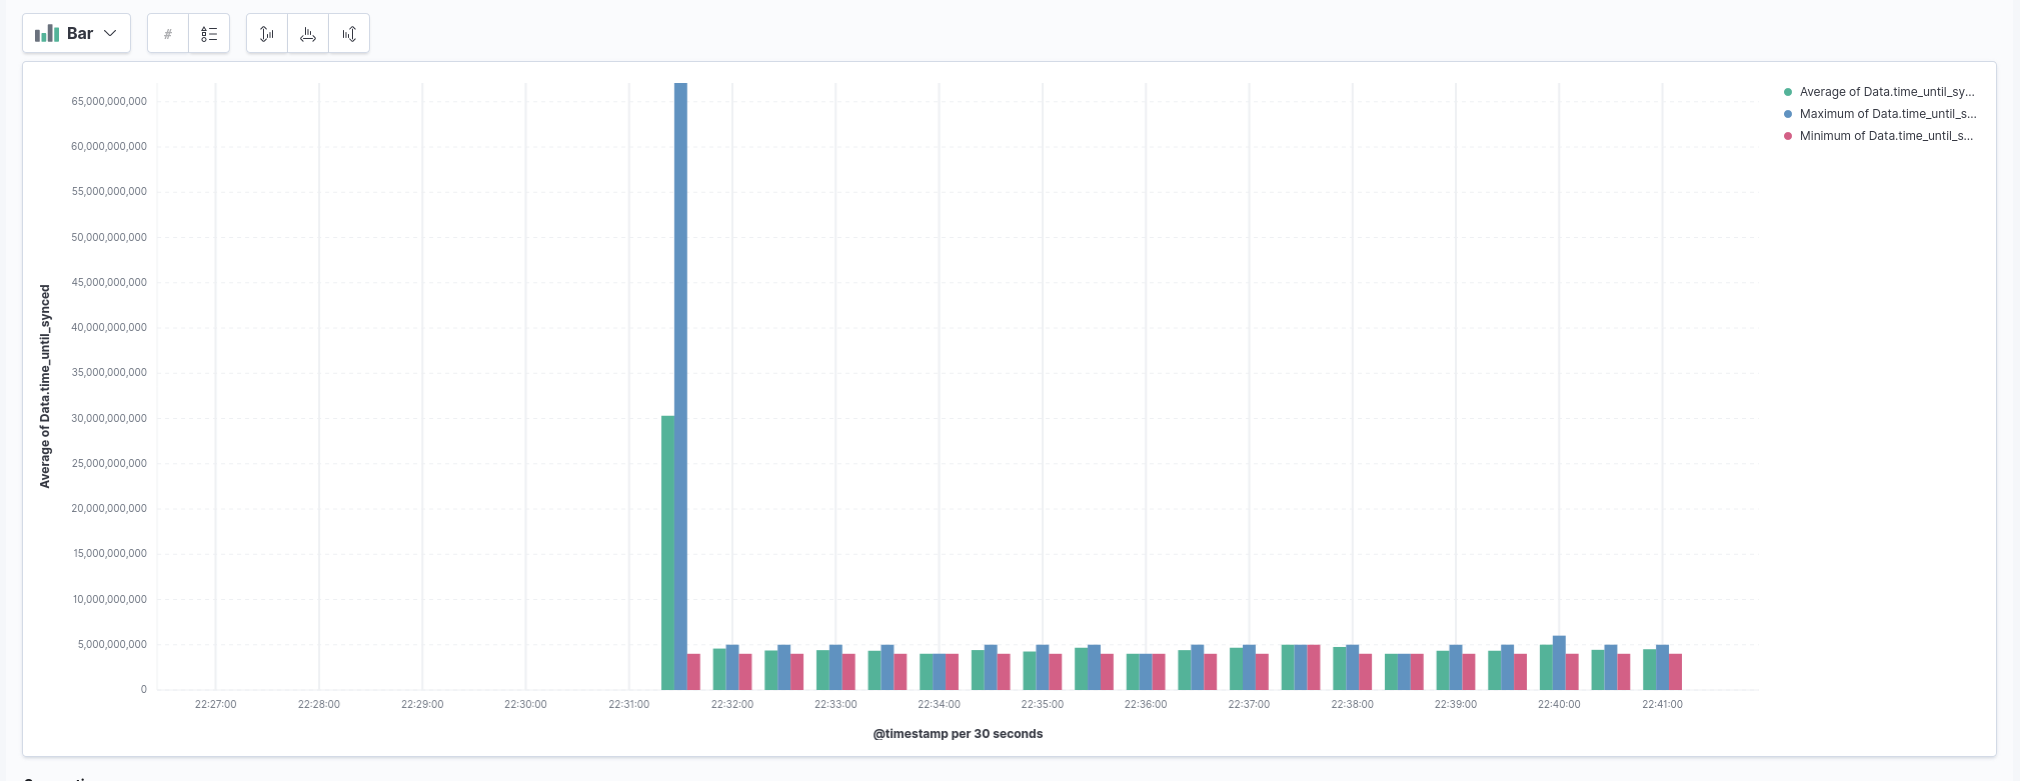 Bar
#
65,000,000,000
60,000,000,000
55,000,000,000
50,000,000,000
45,000,000,000
40,000,000,000
35,000,000,000
30,000,000,000
25,000,000,000
20,000,000,000
15,000,000,000
10,000,000,000
5,000,000,000
0
Average of Data.time_until_synced
22:27:00 22:28:00 22:29:00 22:30:00 22:31:00 22:32:00 22:33:00 22:34:00 22:35:00 22:36:00 22:37:00 22:38:00 22:39:00 22:40:00 22:41:00
@timestamp per 30 seconds
Average of Data.time_until_sy...
Maximum of Data.time_until_s...
Minimum of Data.time_until_s...